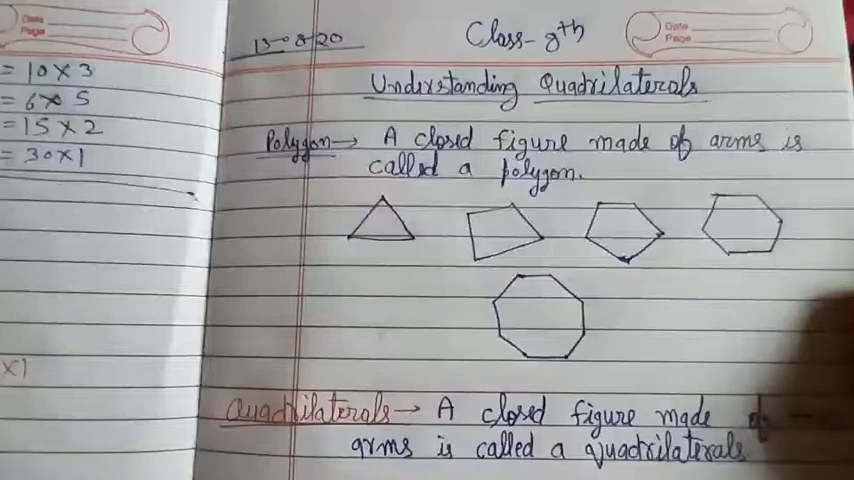 Date
Page
= 10 x 3
= 6 x 5
= 15 x 2
= 30 x 1
x1
13-08-20
Class- 8th
Date
Page
Understanding Quadrilaterals
Polygon → A closed figure made of arms is
called a polygon.
Quadrilaterals → A closed figure made of
arms is called a quadrilaterals.